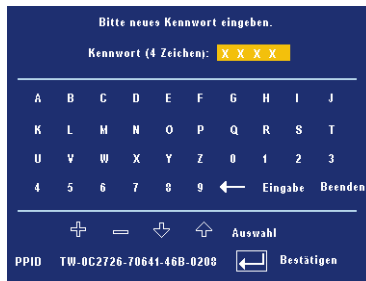 Bitte neues Kennwort eingeben.
Kennwort (4 Zeichen): X X X X
A B C D E F G H I J
K L M N O P Q R S T
U V W X Y Z 0 1 2 3
4 5 6 7 8 9 ← Eingabe Beenden
Auswahl
PPID TW-0C2726-70641-46B-0208 Bestätigen